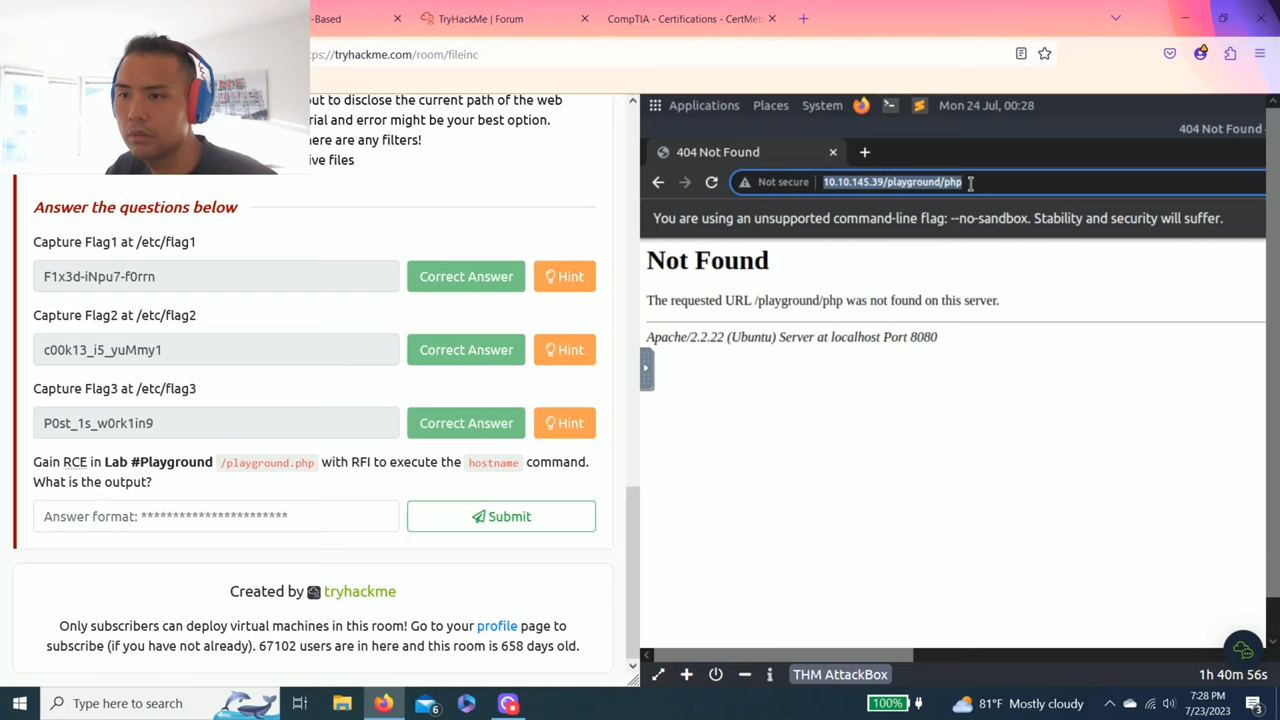 -Based
TryHackMe | Forum
CompTIA - Certifications - CertMet
ps://tryhackme.com/room/fileinc
out to disclose the current path of the web
rial and error might be your best option.
here are any filters!
ive files
Answer the questions below
Capture Flag1 at /etc/flag1
F1x3d-iNpu7-f0rrn
Correct Answer
Hint
Capture Flag2 at /etc/flag2
c00k13_i5_yuMmy1
Correct Answer
Hint
Capture Flag3 at /etc/flag3
P0st_1s_w0rk1in9
Correct Answer
Hint
Gain RCE in Lab #Playground /playground.php with RFI to execute the hostname command.
What is the output?
Answer format: ***********************
Submit
Created by tryhackme
Only subscribers can deploy virtual machines in this room! Go to your profile page to
subscribe (if you have not already). 67102 users are in here and this room is 658 days old.
Applications Places System Mon 24 Jul, 00:28
404 Not Found -
404 Not Found
Not secure 10.10.145.39/playground/php
You are using an unsupported command-line flag: --no-sandbox. Stability and security will suffer.
Not Found
The requested URL /playground/php was not found on this server.
Apache/2.2.22 (Ubuntu) Server at localhost Port 8080
THM AttackBox
1h 40m 56s
Type here to search
6
100%
81°F Mostly cloudy
7:28 PM
7/23/2023
3